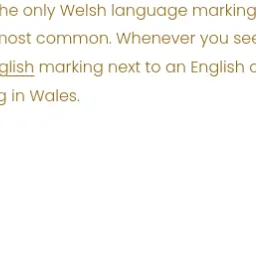 he only Welsh language marking
most common. Whenever you see
glish marking next to an English c
g in Wales.